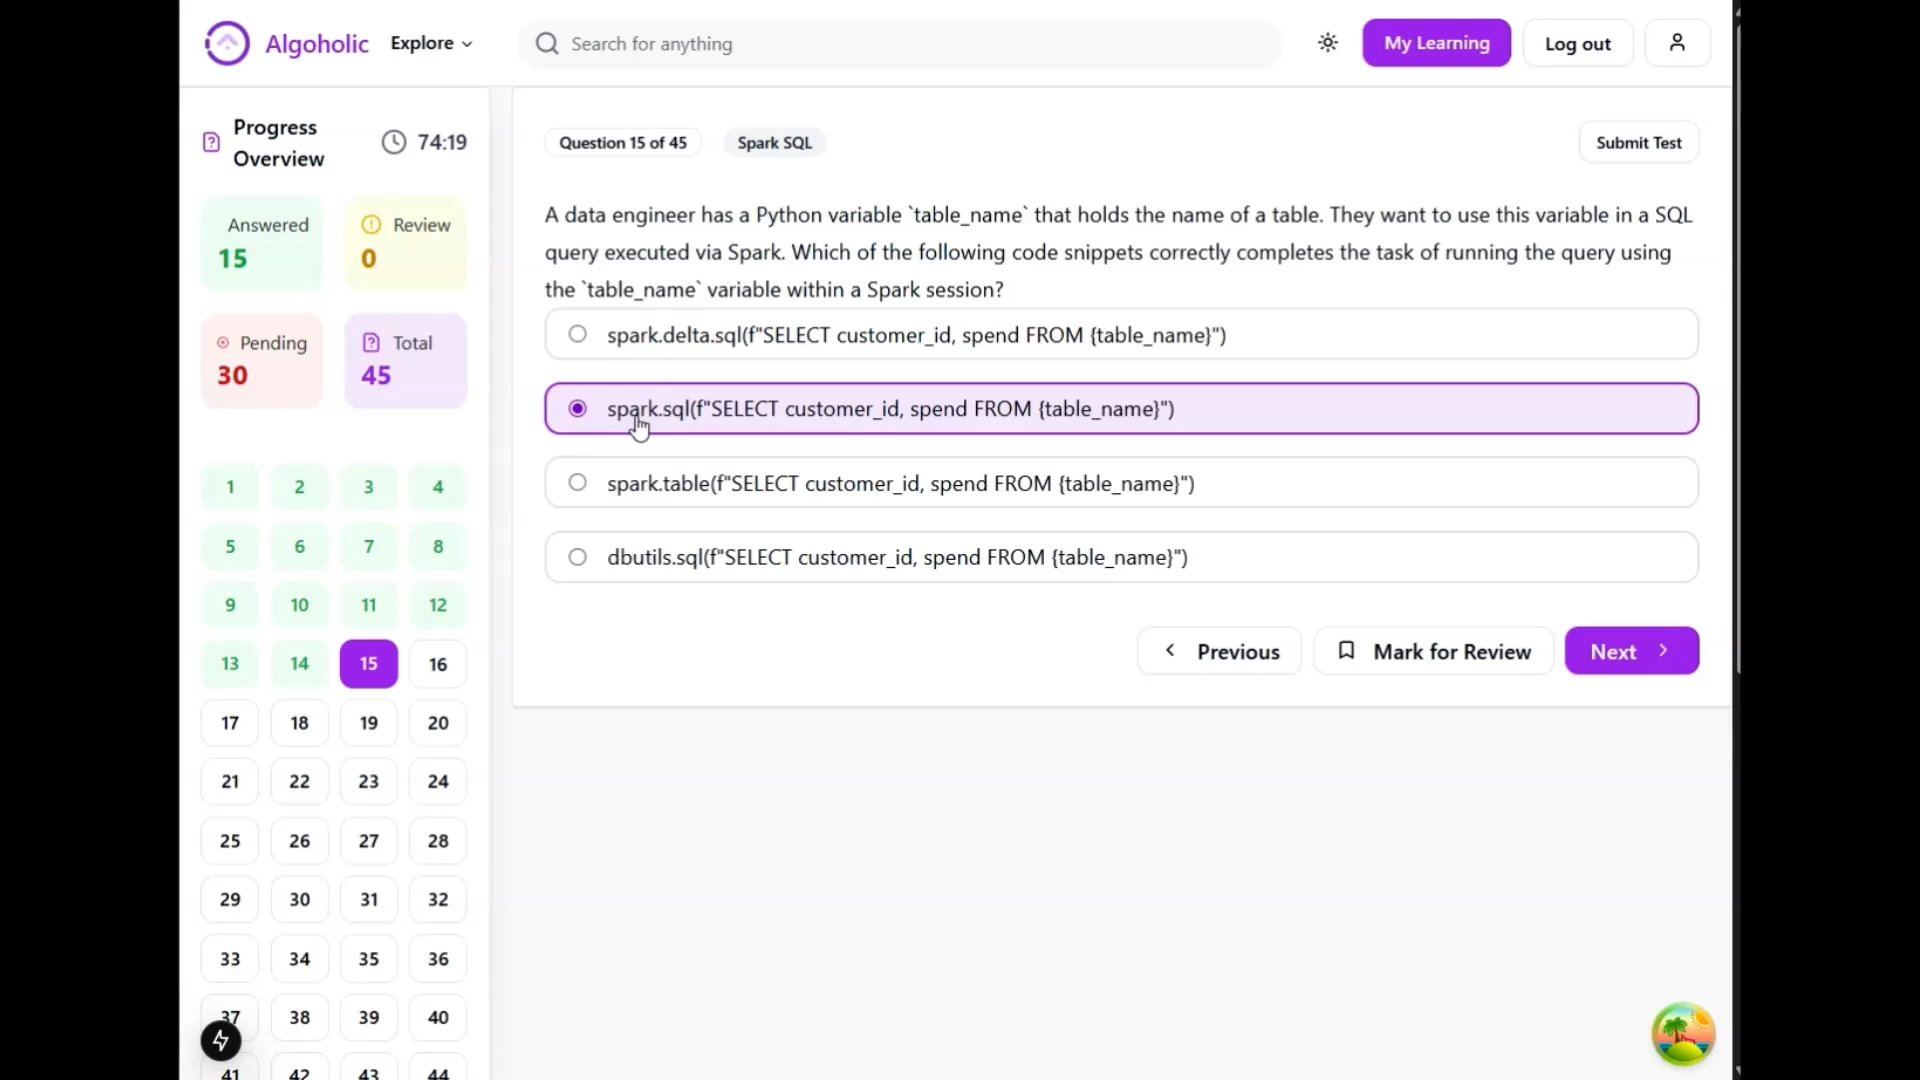 Algoholic
Explore
Search for anything
My Learning
Log out
Progress
Overview
74:19
Answered
15
Review
0
Pending
30
Total
45
1 2 3 4
5 6 7 8
9 10 11 12
13 14 15 16
17 18 19 20
21 22 23 24
25 26 27 28
29 30 31 32
33 34 35 36
37 38 39 40
41 42 43 44
Question 15 of 45
Spark SQL
Submit Test
A data engineer has a Python variable `table_name` that holds the name of a table. They want to use this variable in a SQL
query executed via Spark. Which of the following code snippets correctly completes the task of running the query using
the `table_name` variable within a Spark session?
spark.delta.sql(f"SELECT customer_id, spend FROM {table_name}")
spark.sql(f"SELECT customer_id, spend FROM {table_name}")
spark.table(f"SELECT customer_id, spend FROM {table_name}")
dbutils.sql(f"SELECT customer_id, spend FROM {table_name}")
Previous
Mark for Review
Next